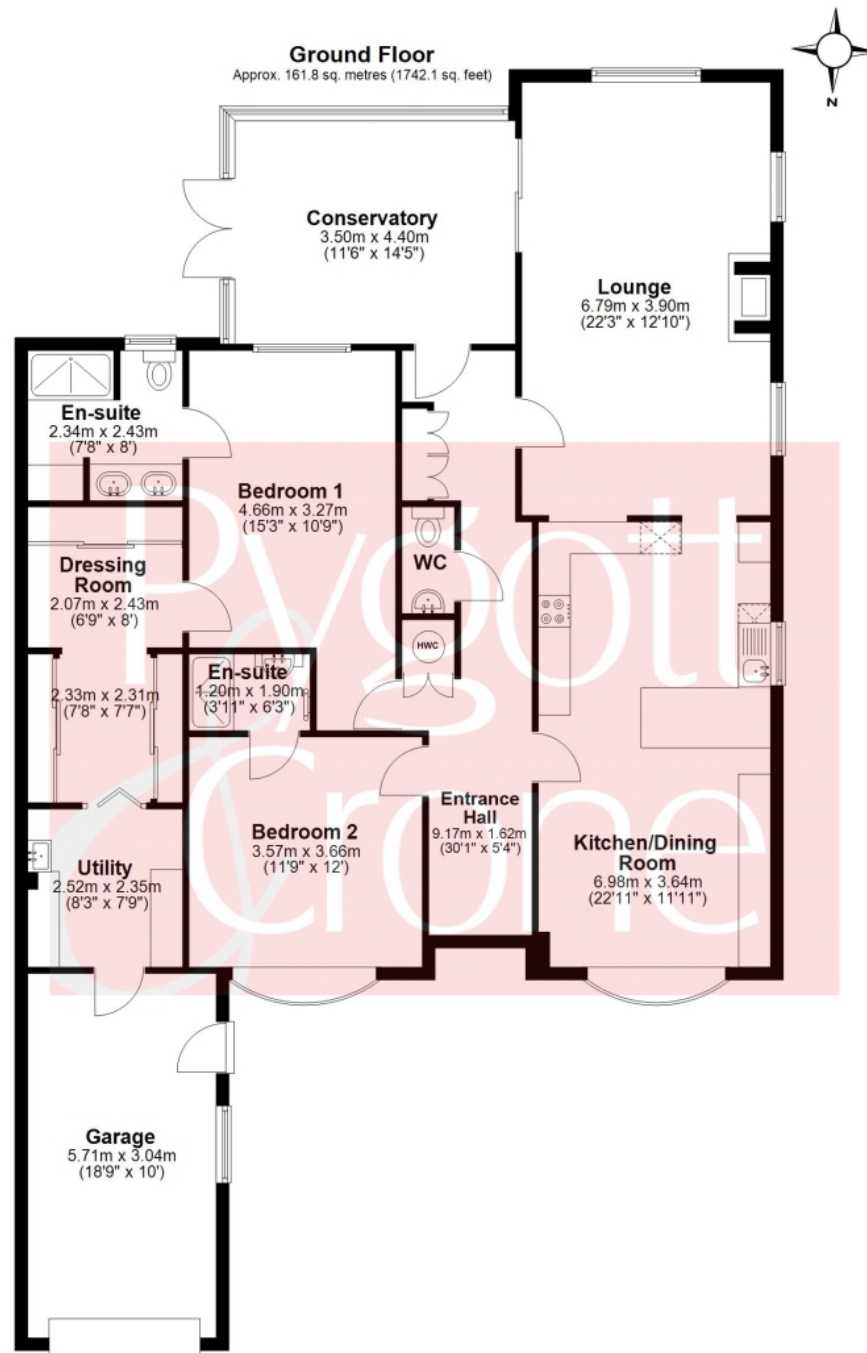 Ground Floor
Approx. 161.8 sq. metres (1742.1 sq. feet)
N
Conservatory
3.50m x 4.40m
(11'6" x 14'5")
Lounge
6.79m x 3.90m
(22'3" x 12'10")
En-suite
2.34m x 2.43m
(7'8" x 8')
Bedroom 1
4.66m x 3.27m
(15'3" x 10'9")
WC
Dressing
Room
2.07m x 2.43m
(6'9" x 8')
HWC
En-suite
1.20m x 1.90m
(3'11" x 6'3")
2.33m x 2.31m
(7'8" x 7'7")
Entrance
Hall
9.17m x 1.62m
(30'1" x 5'4")
Bedroom 2
3.57m x 3.66m
(11'9" x 12')
Kitchen/Dining
Room
6.98m x 3.64m
(22'11" x 11'11")
Utility
2.52m x 2.35m
(8'3" x 7'9")
Garage
5.71m x 3.04m
(18'9" x 10')
Pygott
& Crone